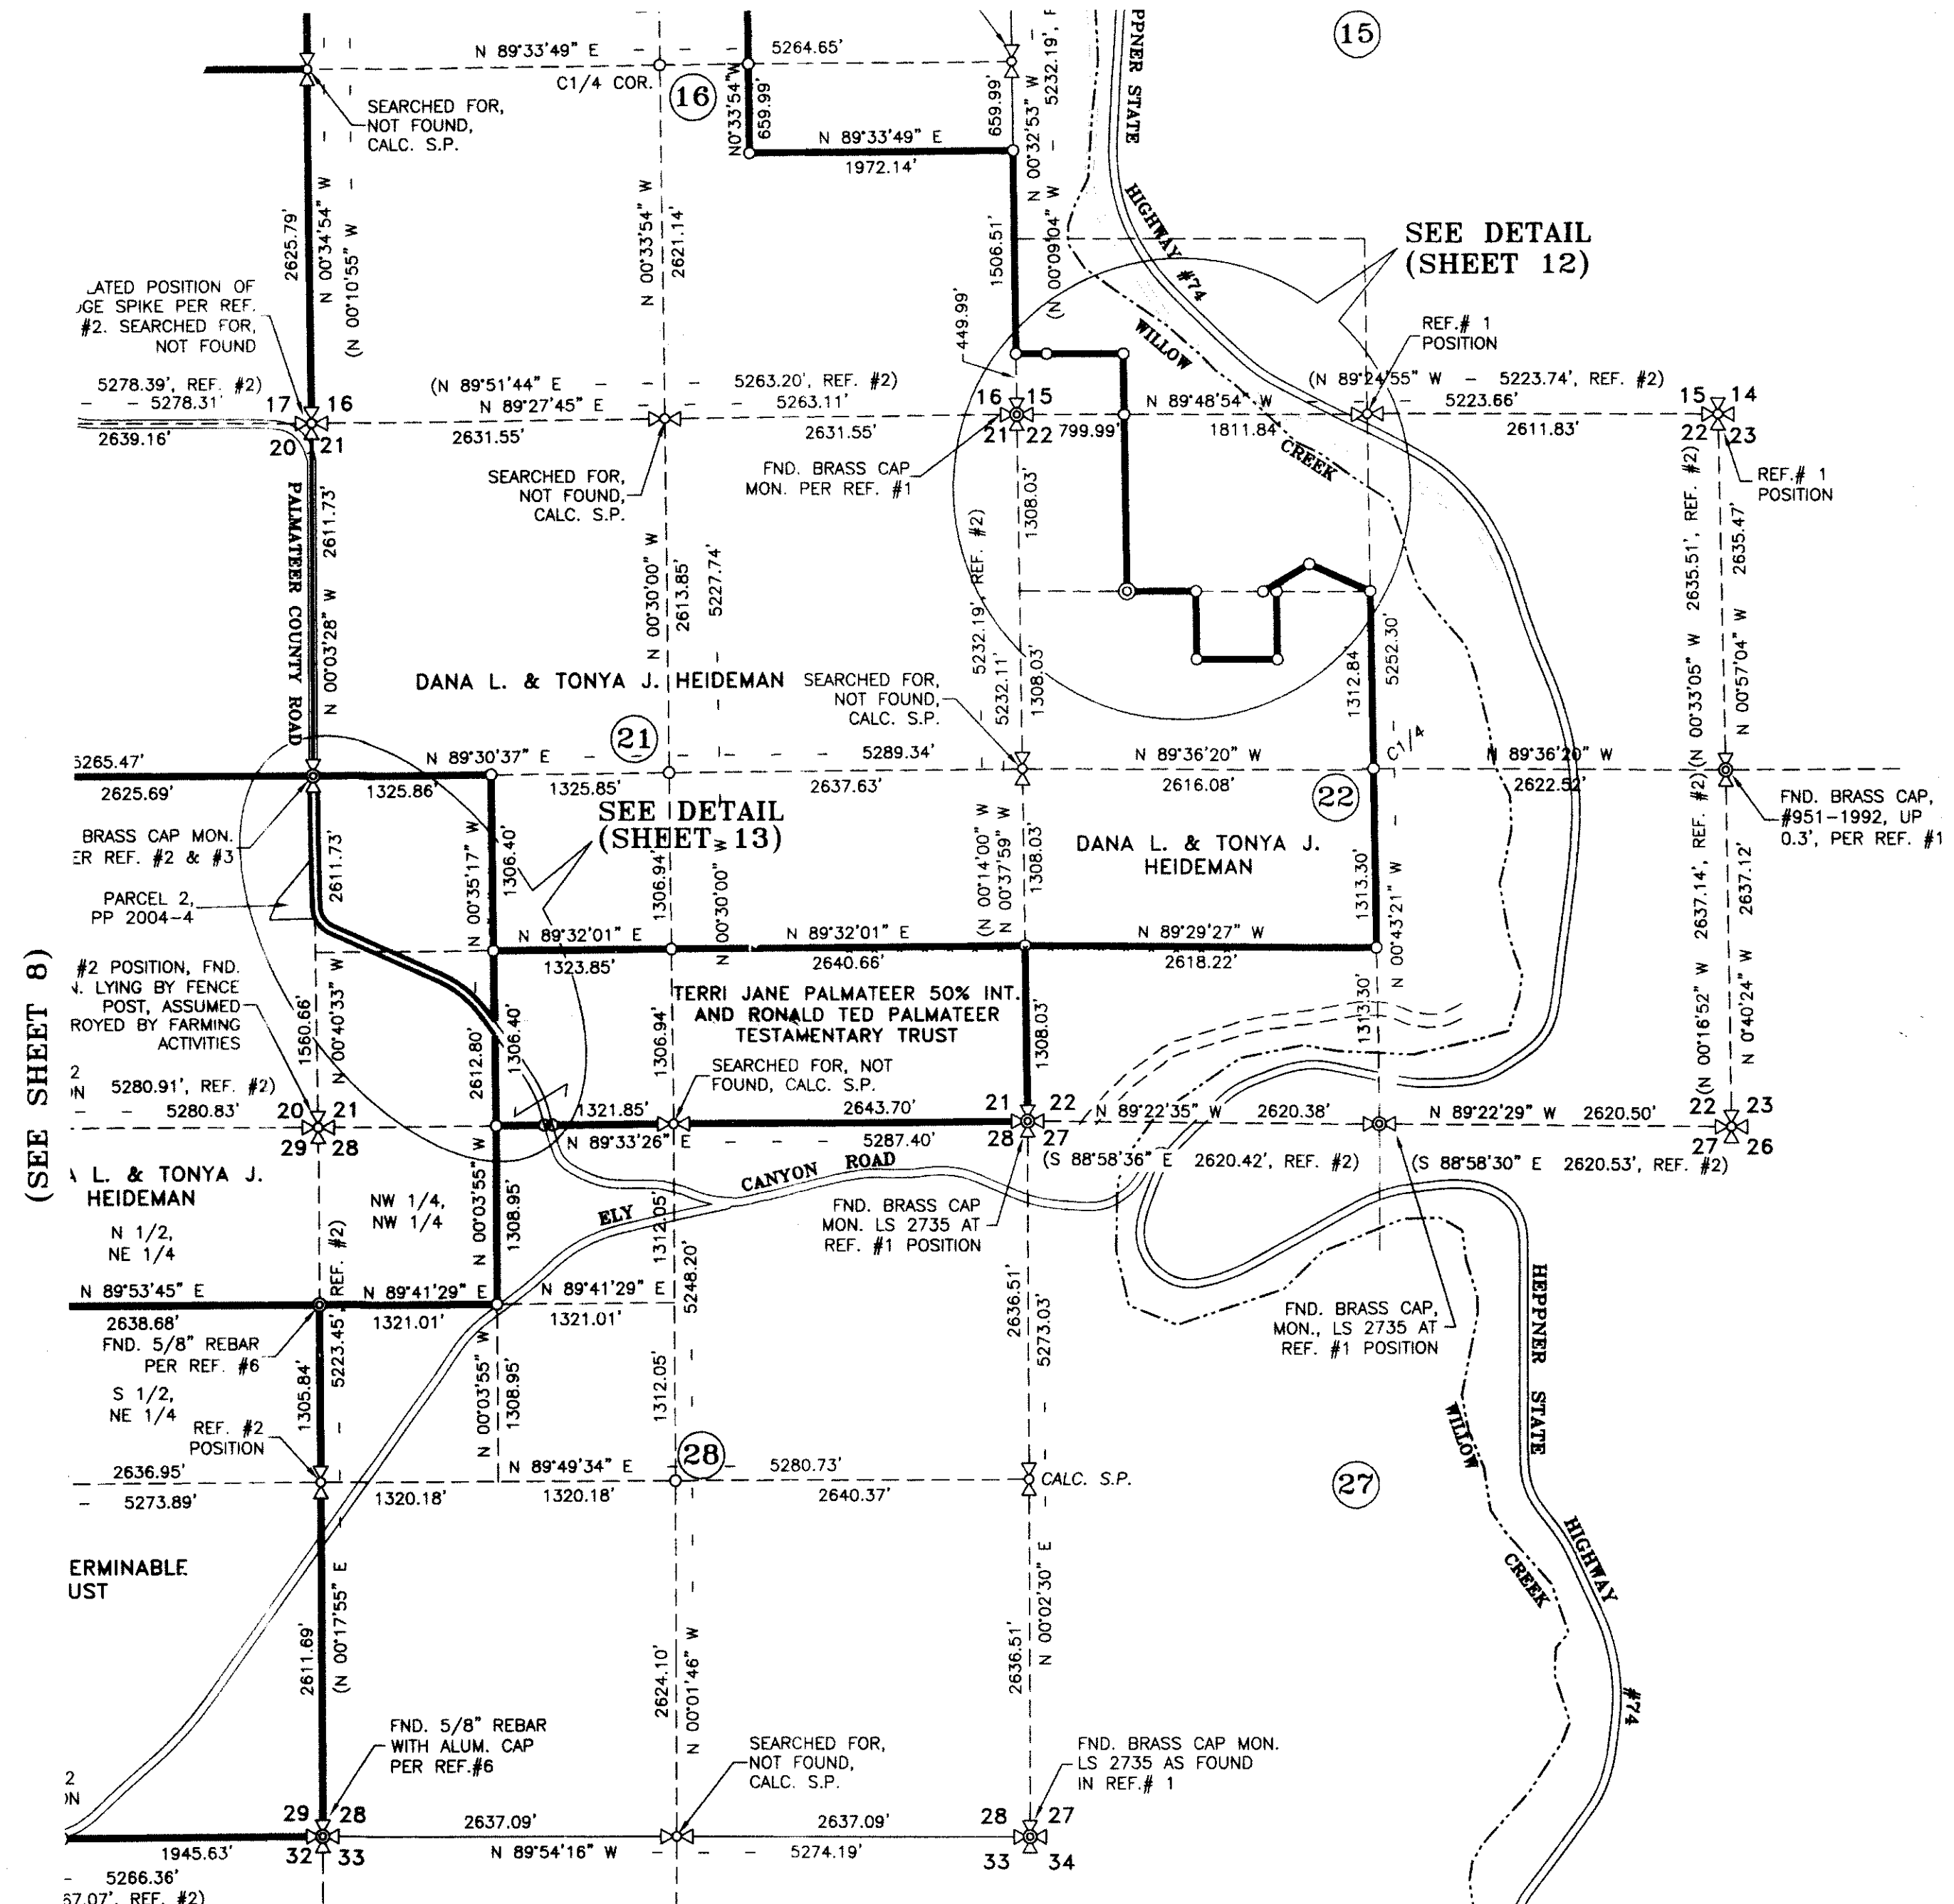 N 89°33'49" E - - - 5264.65'
C1/4 COR.
16
15
SEARCHED FOR,
NOT FOUND,
CALC. S.P.
N0°33'54"W
659.99'
N 89°33'49" E
1972.14'
659.99'
N 00°32'53" W
5232.19',
(N 00°09'04" W
HEPPNER STATE
HIGHWAY #74
2625.79'
N 00°34'54" W
(N 00°10'55" W
N 00°33'54" W
2621.14'
1506.51'
449.99'
SEE DETAIL
(SHEET 12)
REF.# 1
POSITION
WILLOW
CREEK
LATED POSITION OF
GE SPIKE PER REF.
#2. SEARCHED FOR,
NOT FOUND
5278.39', REF. #2)
- - 5278.31'
2639.16'
17 16
20 21
(N 89°51'44" E - - - 5263.20', REF. #2)
N 89°27'45" E - - - 5263.11'
2631.55'
2631.55'
16 15
21 22
(N 89°24'55" W - 5223.74', REF. #2)
N 89°48'54" W - - - 5223.66'
799.99'
1811.84'
2611.83'
15 14
22 23
SEARCHED FOR,
NOT FOUND,
CALC. S.P.
FND. BRASS CAP
MON. PER REF. #1
REF.# 1
POSITION
PALMATEER COUNTY ROAD
N 00°03'28" W 2611.73'
N 00°30'00" W
2613.85'
5227.74'
5232.19', REF. #2)
5232.11'
1308.03'
1308.03'
1312.84'
5252.30'
(N 00°33'05" W 2635.51', REF. #2)
N 00°57'04" W 2635.47'
DANA L. & TONYA J. HEIDEMAN
SEARCHED FOR,
NOT FOUND,
CALC. S.P.
5265.47'
2625.69'
N 89°30'37" E - - - 5289.34'
21
1325.86'
1325.85'
2637.63'
N 89°36'20" W
2616.08'
C1/4
22
N 89°36'20" W
2622.52'
FND. BRASS CAP,
#951-1992, UP
0.3', PER REF. #1
BRASS CAP MON.
ER REF. #2 & #3
PARCEL 2,
PP 2004-4
2611.73'
N 00°35'17" W
1306.40'
SEE DETAIL
(SHEET 13)
1306.94'
N 00°30'00" W
(N 00°14'00" W
N 00°37'59" W
1308.03'
DANA L. & TONYA J.
HEIDEMAN
1313.30'
N 00°43'21" W
(N 00°16'52" W 2637.14', REF. #2)
N 0°40'24" W 2637.12'
N 89°32'01" E
1323.85'
2640.66'
N 89°29'27" W
2618.22'
(SEE SHEET 8)
#2 POSITION, FND.
. LYING BY FENCE
POST, ASSUMED
ROYED BY FARMING
ACTIVITIES
1560.66'
N 00°40'33" W
2612.80'
1306.40'
1306.94'
TERRI JANE PALMATEER 50% INT.
AND RONALD TED PALMATEER
TESTAMENTARY TRUST
1308.03'
1313.30'
SEARCHED FOR, NOT
FOUND, CALC. S.P.
2
N 5280.91', REF. #2)
- - 5280.83'
20 21
29 28
1321.85'
2643.70'
N 89°33'26" E - - - 5287.40'
21 22
28 27
N 89°22'35" W 2620.38'
(S 88°58'36" E 2620.42', REF. #2)
N 89°22'29" W 2620.50'
(S 88°58'30" E 2620.53', REF. #2)
22 23
27 26
L. & TONYA J.
HEIDEMAN
N 1/2,
NE 1/4
NW 1/4,
NW 1/4
N 00°03'55" W
1308.95'
ELY CANYON ROAD
1312.05'
5248.20'
FND. BRASS CAP
MON. LS 2735 AT
REF. #1 POSITION
2636.51'
5273.03'
FND. BRASS CAP,
MON., LS 2735 AT
REF. #1 POSITION
HEPPNER STATE
HIGHWAY
#74
WILLOW
CREEK
N 89°53'45" E
2638.68'
5223.45', REF. #2)
N 89°41'29" E
1321.01'
N 89°41'29" E
1321.01'
FND. 5/8" REBAR
PER REF. #6
S 1/2,
NE 1/4
1305.84'
N 00°03'55" W
1308.95'
1312.05'
REF. #2
POSITION
2636.95'
- 5273.89'
1320.18'
N 89°49'34" E - - 5280.73'
1320.18'
28
2640.37'
CALC. S.P.
27
ERMINABLE
UST
2611.69'
(N 00°17'55" E
2624.10'
N 00°01'46" W
2636.51'
N 00°02'30" E
FND. 5/8" REBAR
WITH ALUM. CAP
PER REF.#6
SEARCHED FOR,
NOT FOUND,
CALC. S.P.
FND. BRASS CAP MON.
LS 2735 AS FOUND
IN REF.# 1
2
N
29 28
32 33
1945.63'
- 5266.36'
67.07', REF. #2)
2637.09'
2637.09'
N 89°54'16" W - - - 5274.19'
28 27
33 34